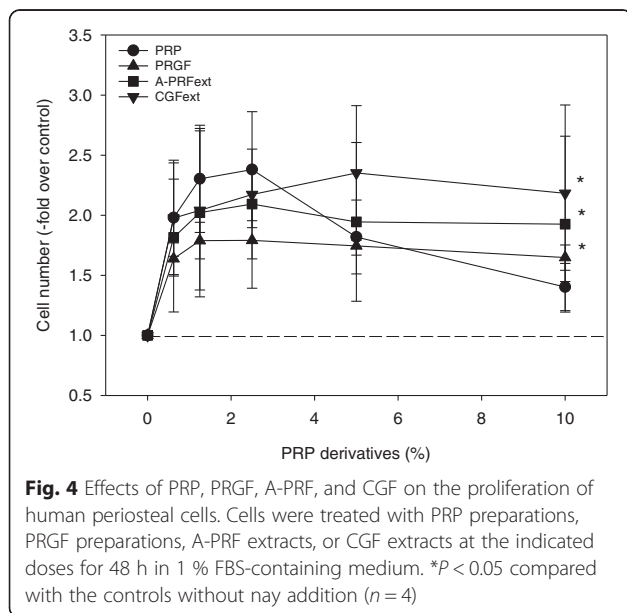 4.0
3.5
3.0
2.5
2.0
1.5
1.0
0.5
Cell number (-fold over control)
PRP
PRGF
A-PRFext
CGFext
*
*
*
0 2 4 6 8 10
PRP derivatives (%)
Fig. 4 Effects of PRP, PRGF, A-PRF, and CGF on the proliferation of
human periosteal cells. Cells were treated with PRP preparations,
PRGF preparations, A-PRF extracts, or CGF extracts at the indicated
doses for 48 h in 1 % FBS-containing medium. *P < 0.05 compared
with the controls without nay addition (n = 4)